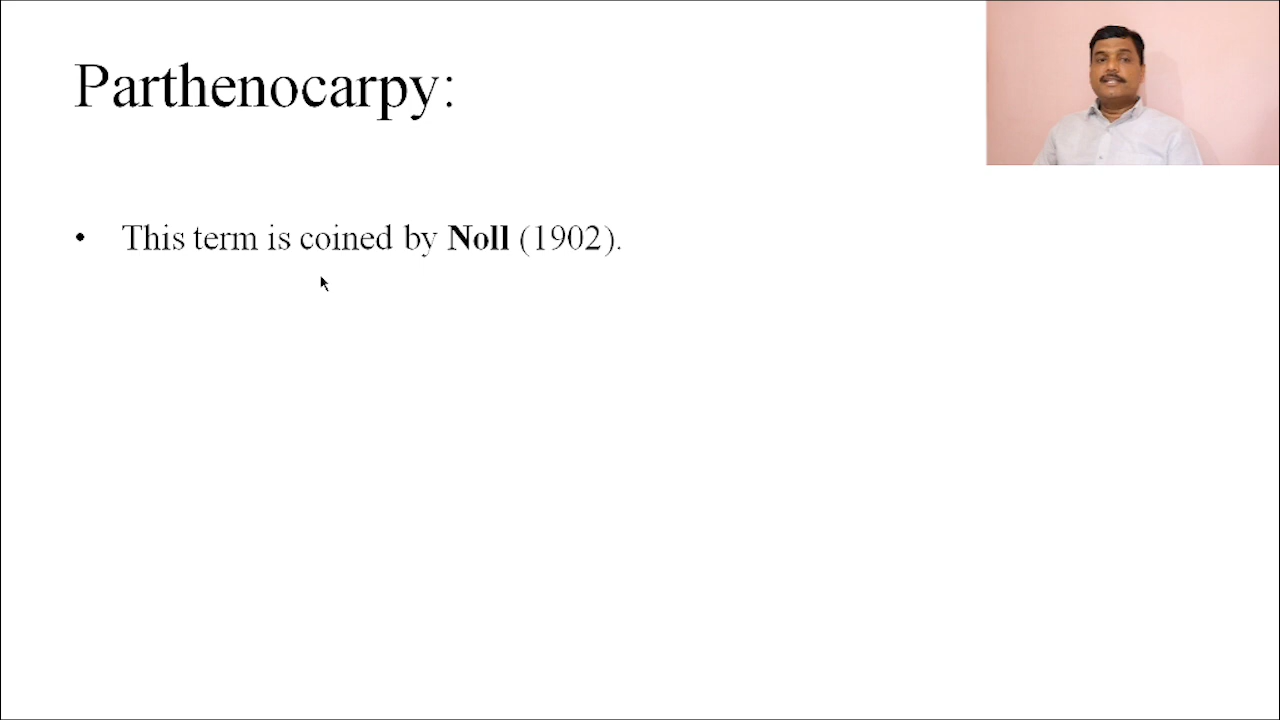 Parthenocarpy:
• This term is coined by Noll (1902).